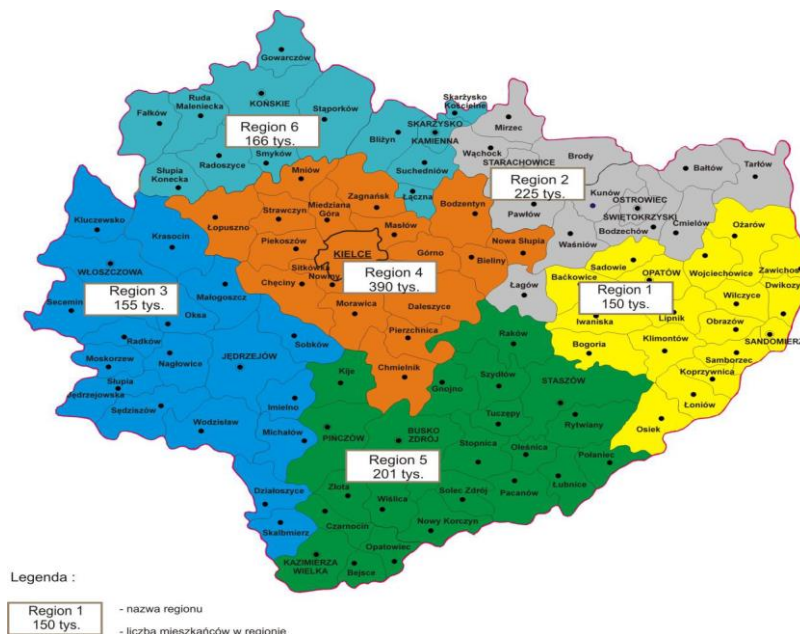 Gowarczów
Ruda
Maleniecka
KOŃSKIE
Fałków
Stąporków
Skarżysko
Kościelne
SKARŻYSKO
KAMIENNA
Bliżyn
Mirzec
Region 6
166 tys.
Smyków
Radoszyce
Słupia
Konecka
Suchedniów
Łączna
Wąchock
STARACHOWICE
Brody
Region 2
225 tys.
Bałtów
Tarłów
Kunów
OSTROWIEC
ŚWIĘTOKRZYSKI
Pawłow
Bodzechów
Ćmielów
Waśniów
Mniów
Miedziana
Góra
Zagnańsk
Bodzentyn
Strawczyn
Łopuszno
Masłów
Piekoszów
KIELCE
Górno
Nowa Słupia
Bieliny
Sitkówka
Nowiny
Region 4
390 tys.
Chęciny
Morawica
Daleszyce
Łagów
Pierzchnica
Chmielnik
Kluczewsko
Krasocin
WŁOSZCZOWA
Region 3
155 tys.
Małogoszcz
Secemin
Oksa
Radków
Moskorzew
Nagłowice
JĘDRZEJÓW
Sobków
Słupia
Jędrzejowska
Sędziszów
Wodzisław
Imielno
Michałów
Działoszyce
Skalbmierz
Ożarów
Sadowie
OPATÓW
Wojciechowice
Zawichost
Baćkowice
Dwikozy
Region 1
150 tys.
Wilczyce
Iwaniska
Lipnik
Obrazów
SANDOMIERZ
Bogoria
Klimontów
Samborzec
Koprzywnica
Łoniów
Osiek
Raków
Kije
Gnojno
Szydłów
STASZÓW
Rytwiany
Tuczępy
PIŃCZÓW
BUSKO
ZDRÓJ
Stopnica
Oleśnica
Połaniec
Region 5
201 tys.
Łubnice
Pacanów
Solec Zdrój
Złota
Wiślica
Czarnocin
Nowy Korczyn
Opatowiec
KAZIMIERZA
WIELKA
Bejsce
Legenda :
Region 1
150 tys.
- nazwa regionu
- liczba mieszkańców w regionie